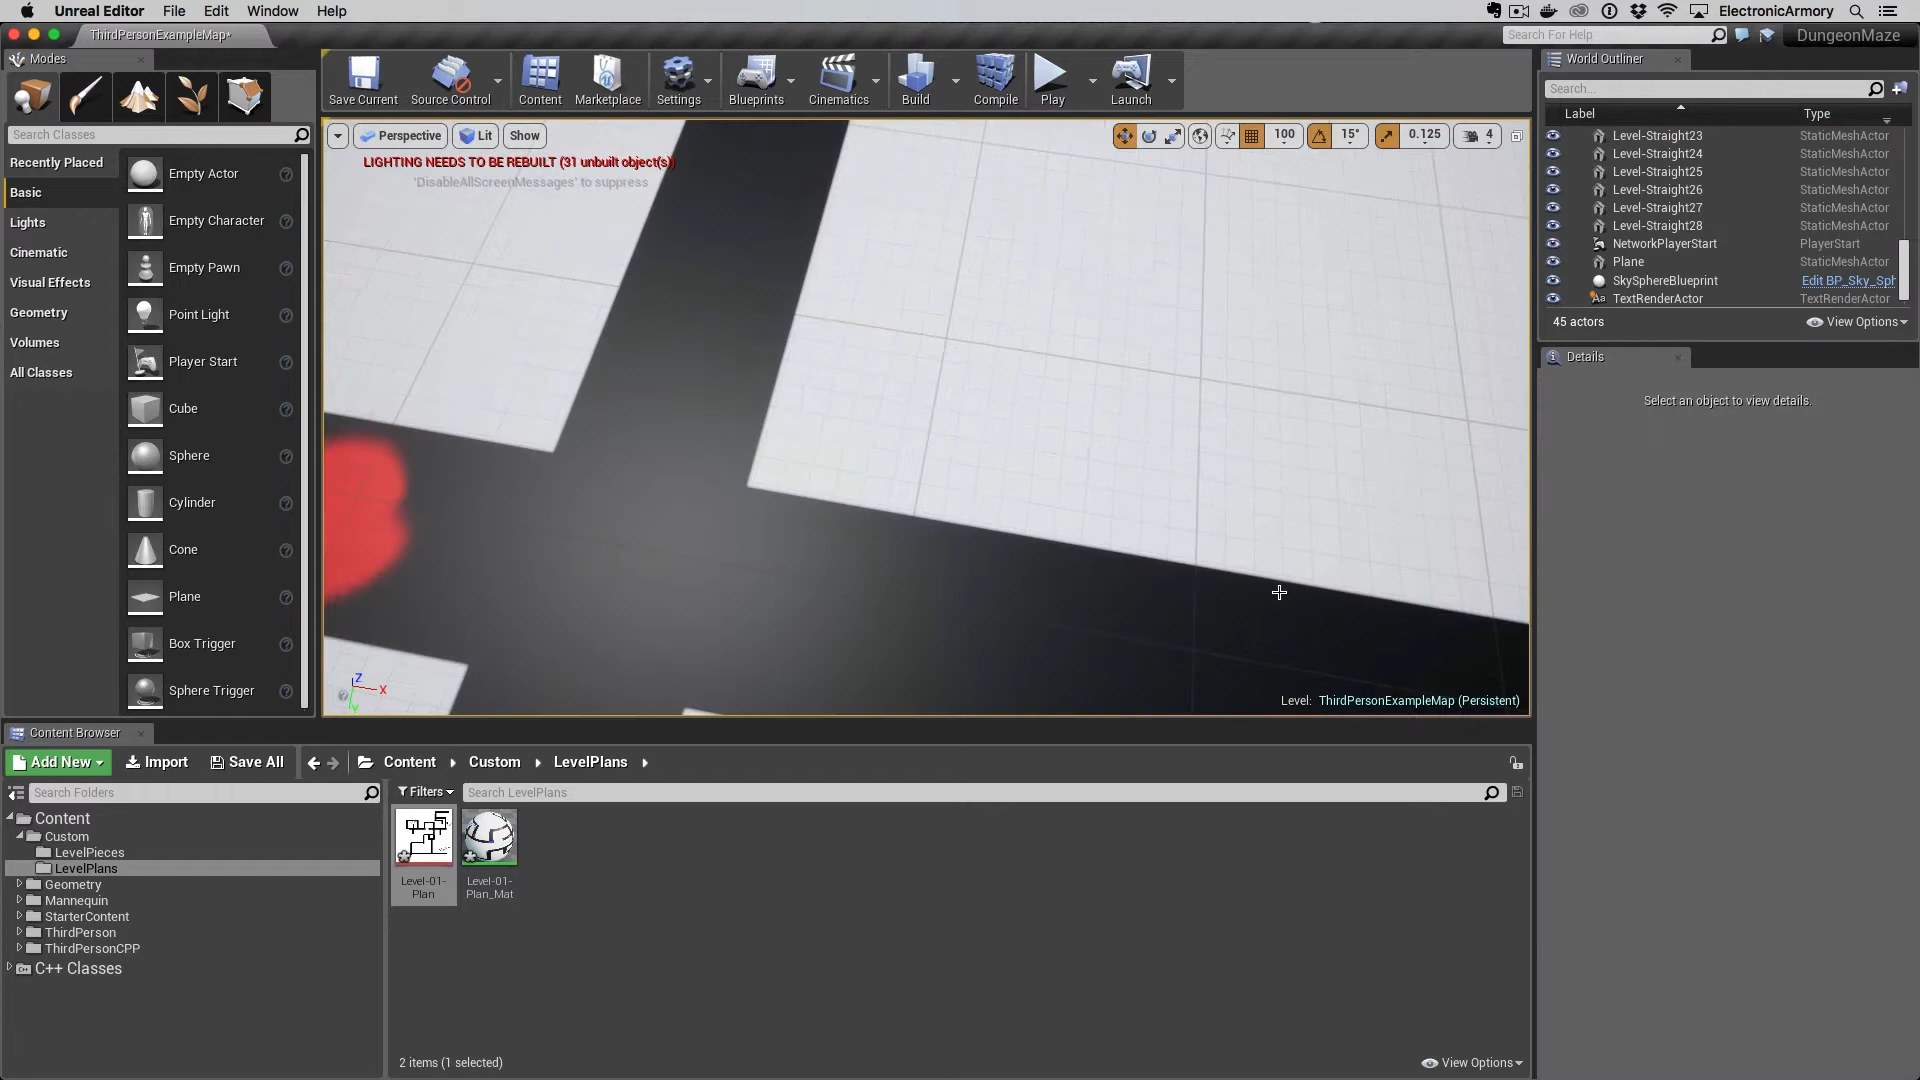 Unreal Editor File Edit Window Help
ElectronicArmory
ThirdPersonExampleMap*
Search For Help
DungeonMaze
Modes
Search Classes
Recently Placed
Basic
Lights
Cinematic
Visual Effects
Geometry
Volumes
All Classes
Empty Actor
Empty Character
Empty Pawn
Point Light
Player Start
Cube
Sphere
Cylinder
Cone
Plane
Box Trigger
Sphere Trigger
Save Current
Source Control
Content
Marketplace
Settings
Blueprints
Cinematics
Build
Compile
Play
Launch
Perspective
Lit
Show
100
15°
0.125
4
LIGHTING NEEDS TO BE REBUILT (31 unbuilt object(s))
'DisableAllScreenMessages' to suppress
Z
X
Y
Level: ThirdPersonExampleMap (Persistent)
World Outliner
Search...
Label Type
Level-Straight23 StaticMeshActor
Level-Straight24 StaticMeshActor
Level-Straight25 StaticMeshActor
Level-Straight26 StaticMeshActor
Level-Straight27 StaticMeshActor
Level-Straight28 StaticMeshActor
NetworkPlayerStart PlayerStart
Plane StaticMeshActor
SkySphereBlueprint Edit BP_Sky_Sph
TextRenderActor TextRenderActor
45 actors
View Options
Details
Select an object to view details.
Content Browser
Add New
Import
Save All
Content
Custom
LevelPlans
Search Folders
Filters
Search LevelPlans
Content
Custom
LevelPieces
LevelPlans
Geometry
Mannequin
StarterContent
ThirdPerson
ThirdPersonCPP
C++ Classes
Level-01-
Plan
Level-01-
Plan_Mat
2 items (1 selected)
View Options